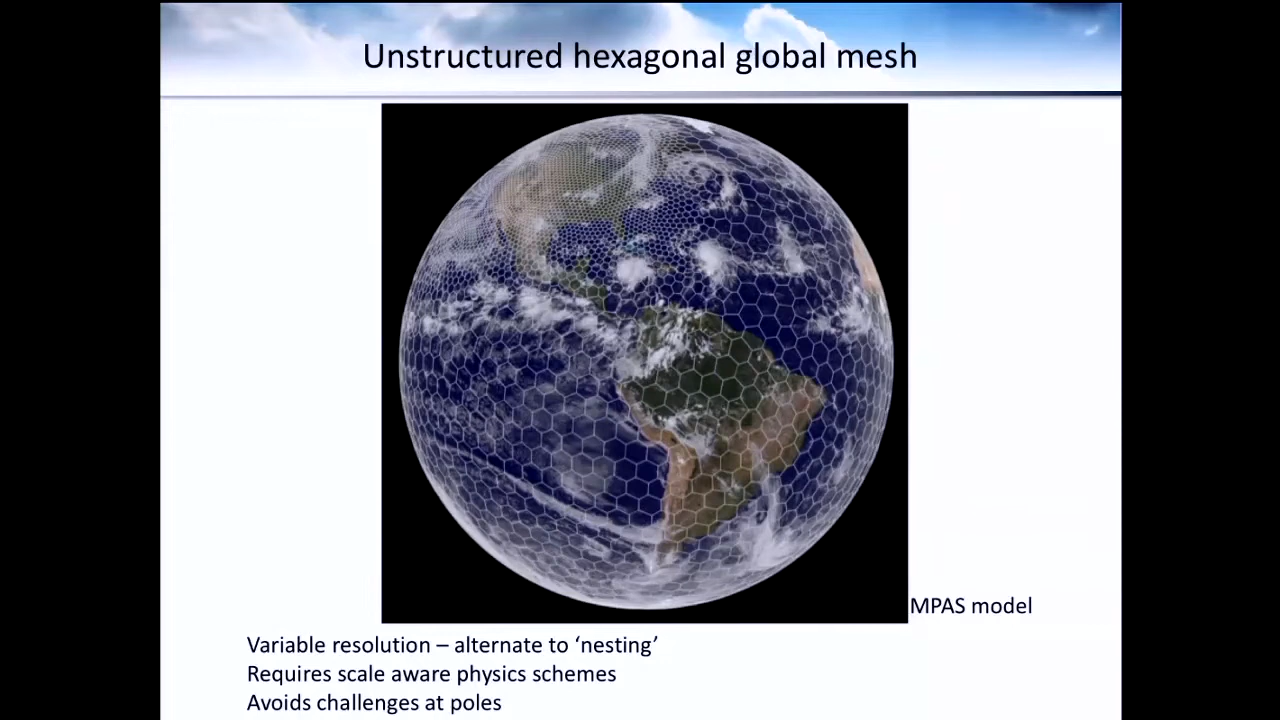 Unstructured hexagonal global mesh
MPAS model
Variable resolution – alternate to ‘nesting’
Requires scale aware physics schemes
Avoids challenges at poles